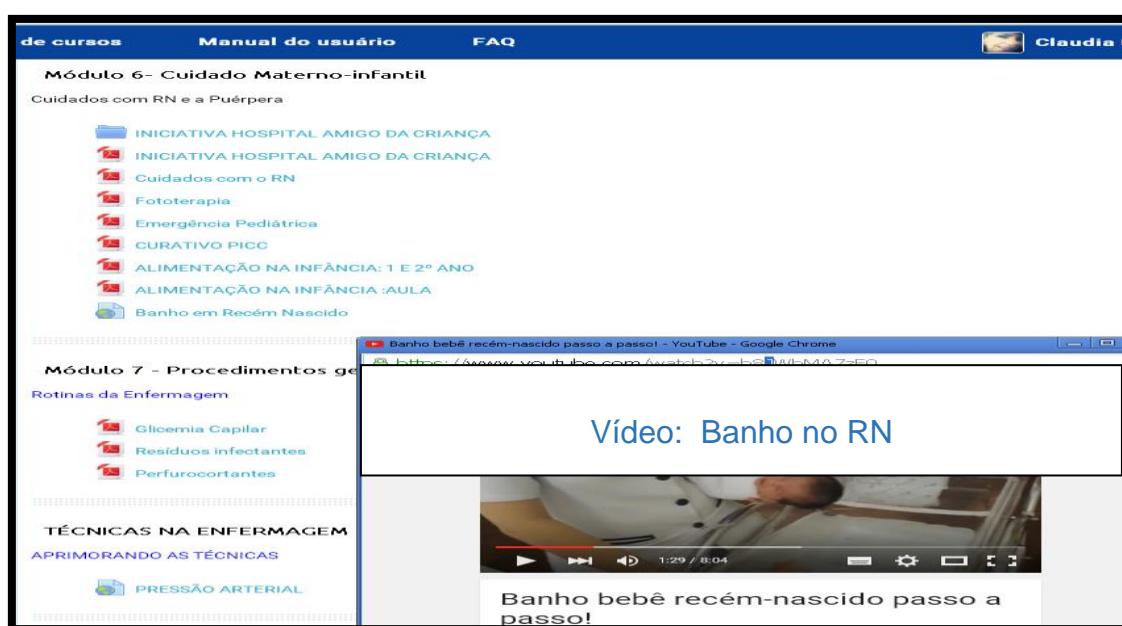 de cursos Manual do usuário FAQ Claudia
Módulo 6- Cuidado Materno-infantil
Cuidados com RN e a Puérpera
INICIATIVA HOSPITAL AMIGO DA CRIANÇA
INICIATIVA HOSPITAL AMIGO DA CRIANÇA
Cuidados com o RN
Fototerapia
Emergência Pediátrica
CURATIVO PICC
ALIMENTAÇÃO NA INFÂNCIA: 1 E 2º ANO
ALIMENTAÇÃO NA INFÂNCIA :AULA
Banho em Recém Nascido
Módulo 7 - Procedimentos ge
Rotinas da Enfermagem
Glicemia Capilar
Resíduos infectantes
Perfurocortantes
TÉCNICAS NA ENFERMAGEM
APRIMORANDO AS TÉCNICAS
PRESSÃO ARTERIAL
Banho bebê recém-nascido passo a passo! - YouTube - Google Chrome
Vídeo: Banho no RN
1:29 / 8:04
Banho bebê recém-nascido passo a
passo!